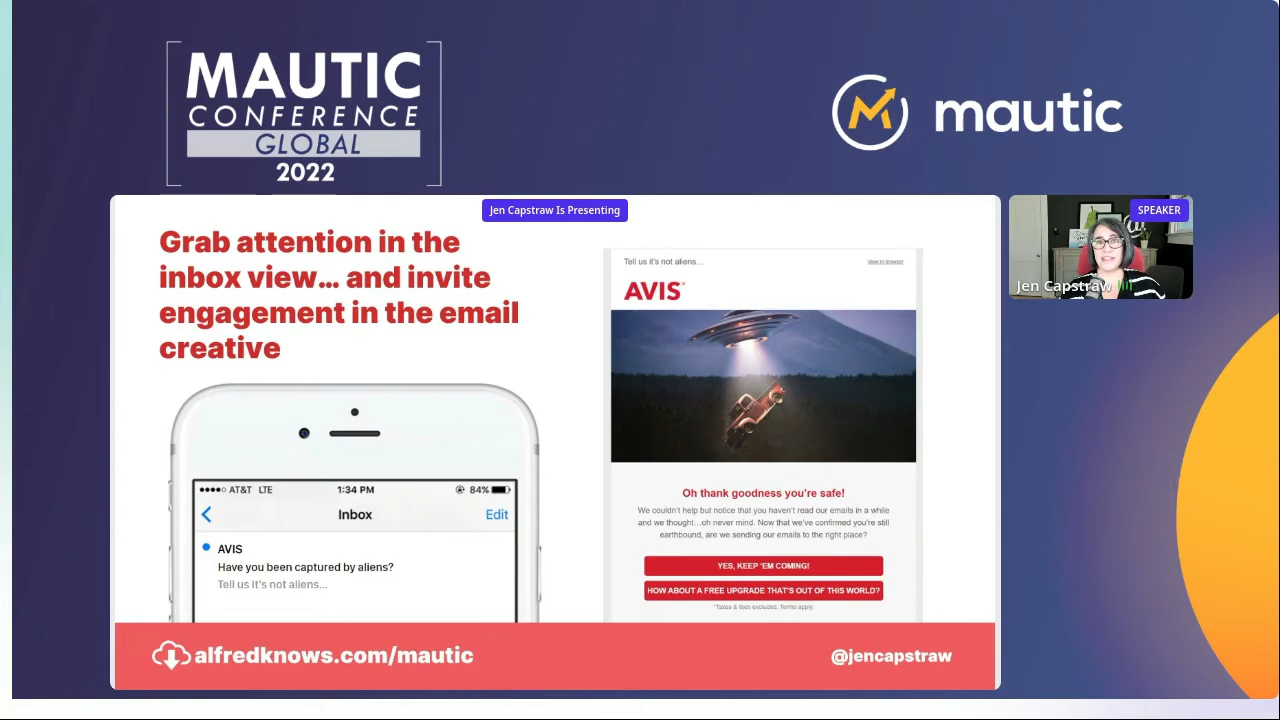 MAUTIC
CONFERENCE
GLOBAL
2022
mautic
Jen Capstraw Is Presenting
SPEAKER
Jen Capstraw
Grab attention in the
inbox view... and invite
engagement in the email
creative
AT&T LTE 1:34 PM 84%
Inbox Edit
AVIS
Have you been captured by aliens?
Tell us it's not aliens...
Tell us it's not aliens... View in browser
AVIS
Oh thank goodness you're safe!
We couldn't help but notice that you haven't read our emails in a while
and we thought...oh never mind. Now that we've confirmed you're still
earthbound, are we sending our emails to the right place?
YES, KEEP 'EM COMING!
HOW ABOUT A FREE UPGRADE THAT'S OUT OF THIS WORLD?
*Taxes & fees excluded. Terms apply.
alfredknows.com/mautic
@jencapstraw